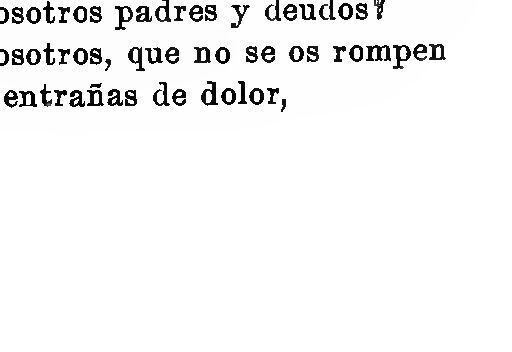 osotros padres y deudos?
osotros, que no se os rompen
entrañas de dolor,